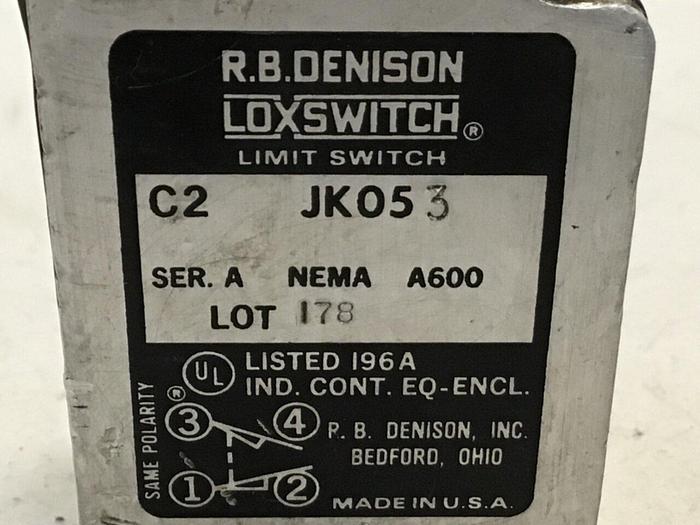 R.B.DENISON
LOXSWITCH®
LIMIT SWITCH
C2 JK053
SER. A NEMA A600
LOT 178
UL ® LISTED 196A
IND. CONT. EQ-ENCL.
SAME POLARITY
3 4
1 2
R. B. DENISON, INC.
BEDFORD, OHIO
MADE IN U.S.A.